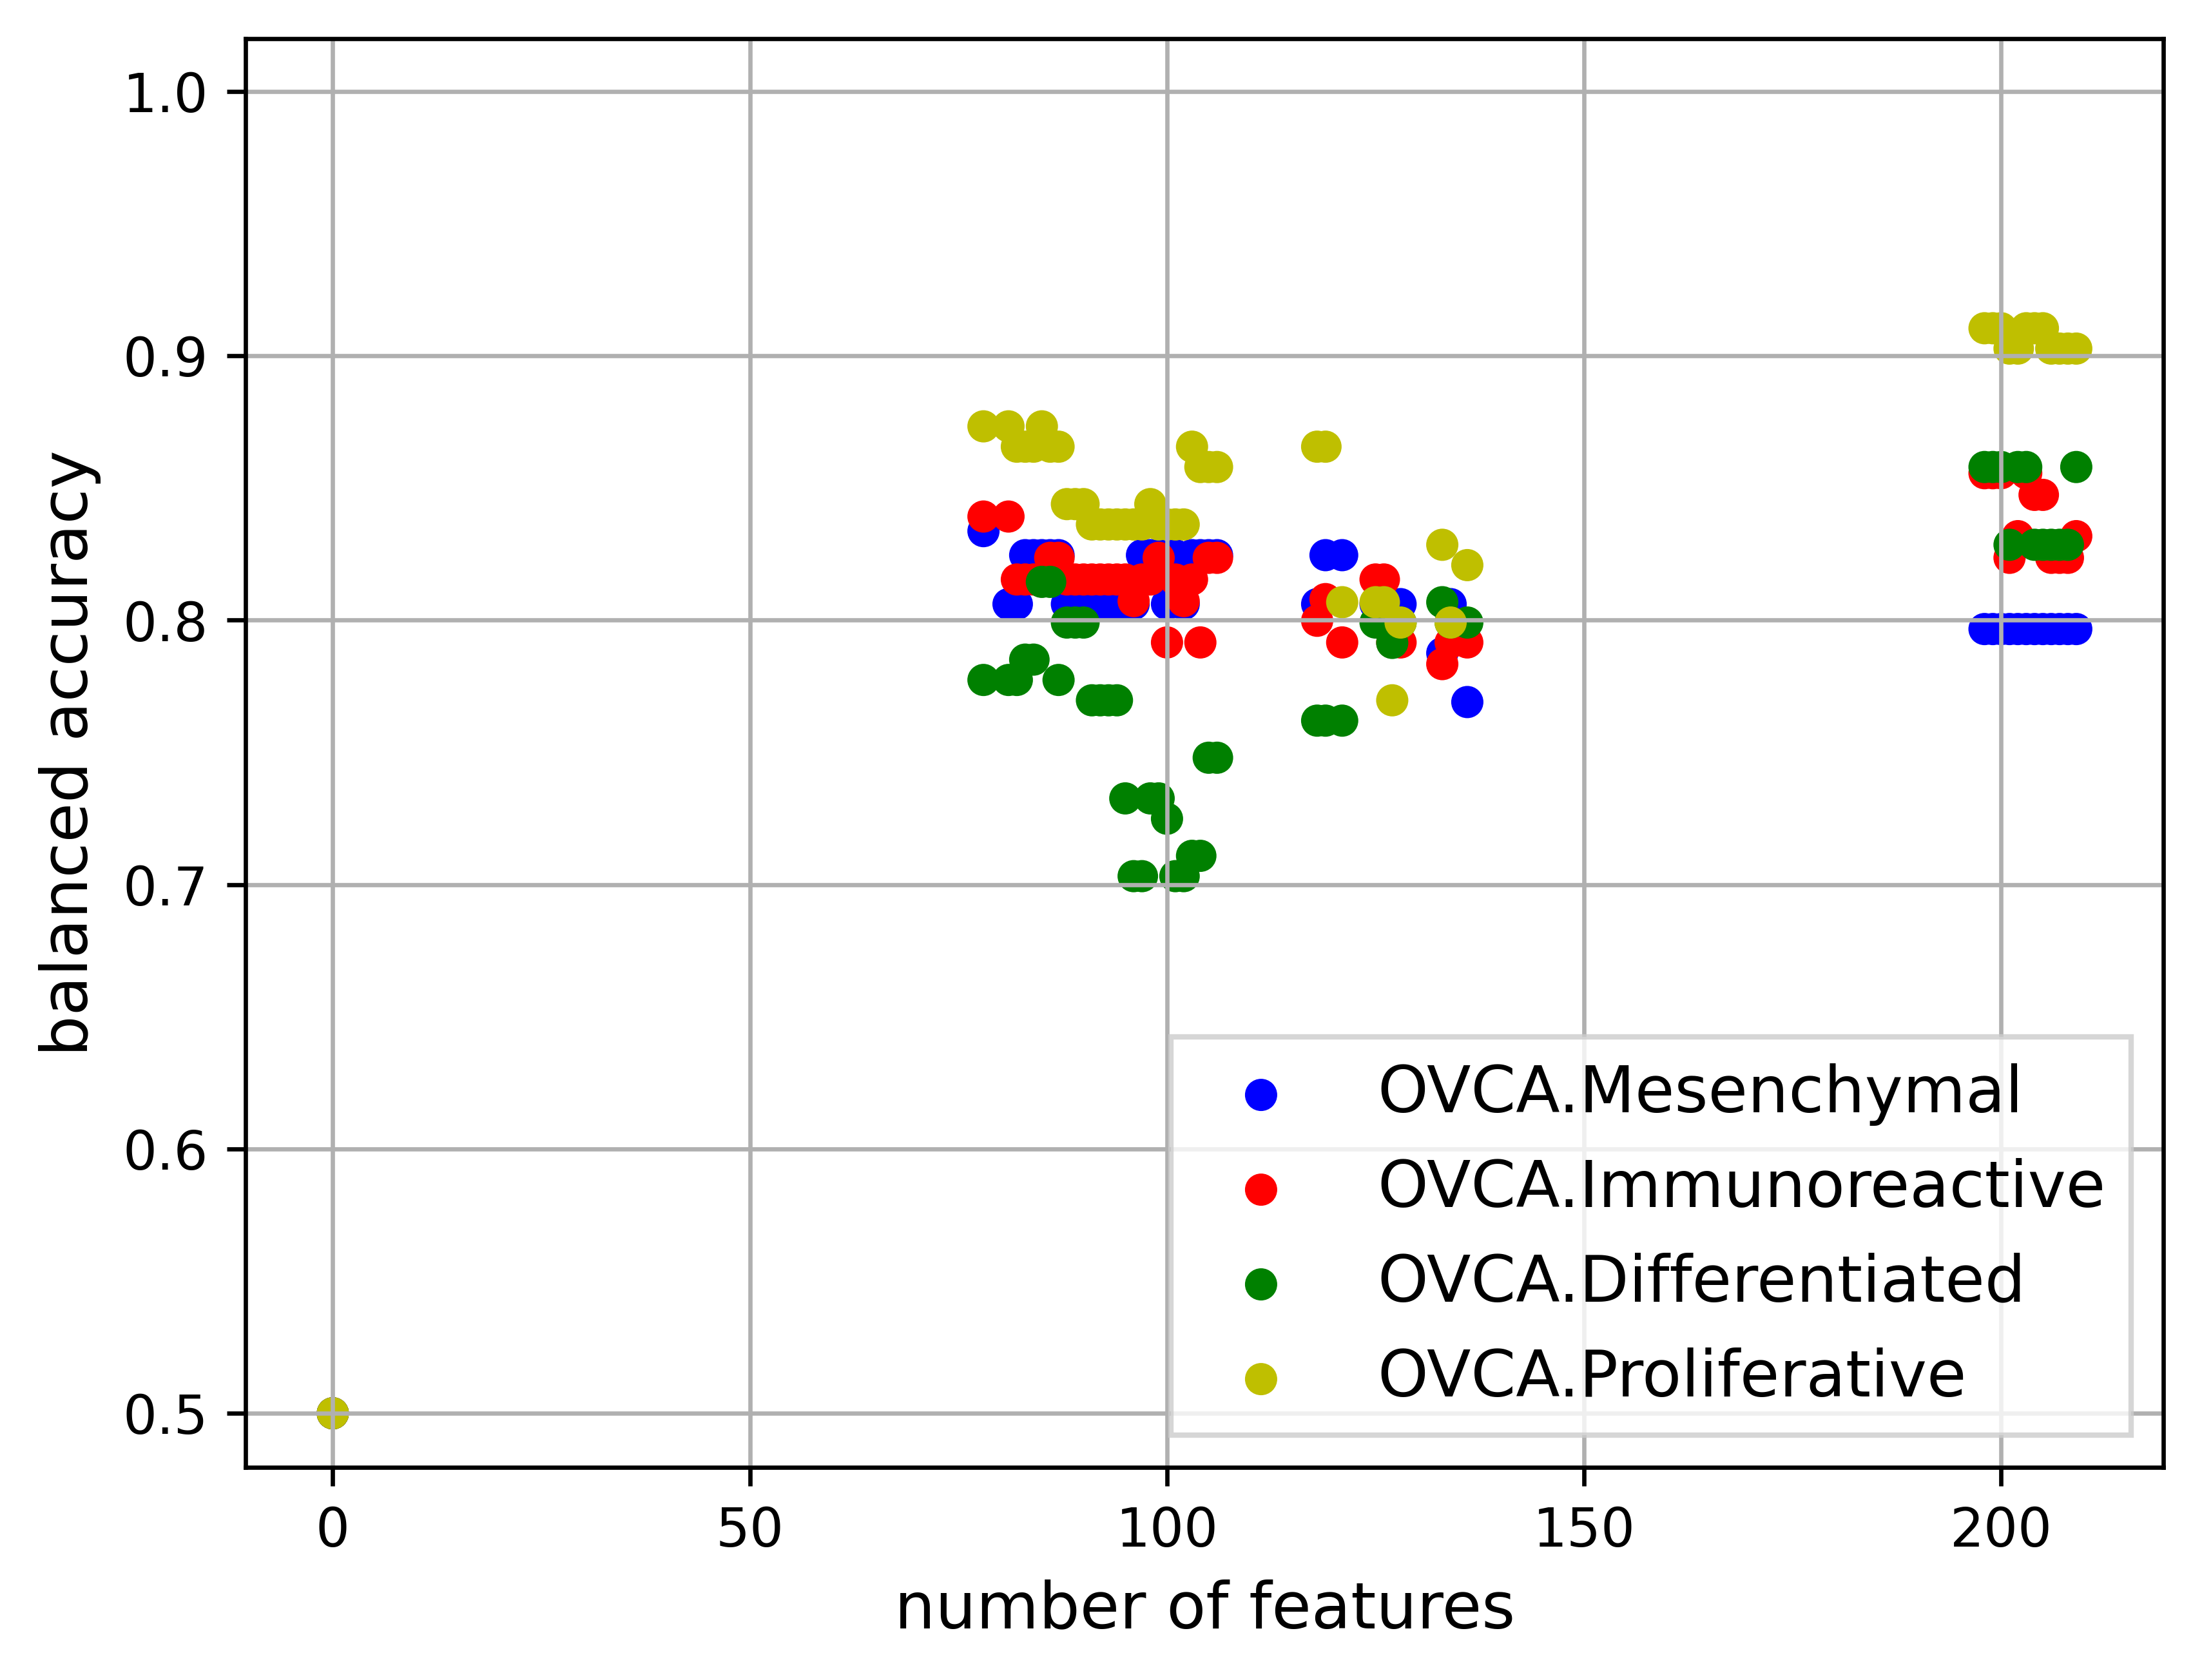 1.0
0.9
0.8
0.7
0.6
0.5
balanced accuracy
OVCA.Mesenchymal
OVCA.Immunoreactive
OVCA.Differentiated
OVCA.Proliferative
0 50 100 150 200
number of features